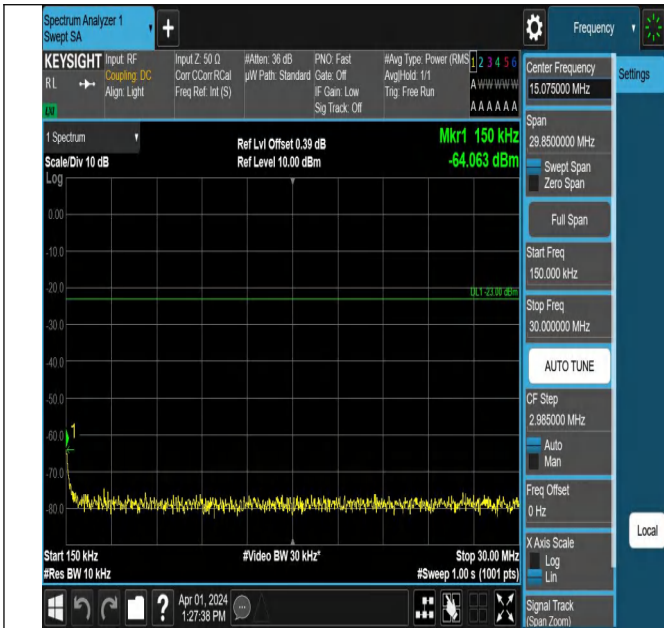 Spectrum Analyzer 1
Swept SA
+
Frequency
KEYSIGHT
RL
LXI
Input: RF
Coupling: DC
Align: Light
Input Z: 50 Ω
Corr CCorr RCal
Freq Ref: Int (S)
#Atten: 36 dB
µW Path: Standard
PNO: Fast
Gate: Off
IF Gain: Low
Sig Track: Off
#Avg Type: Power (RMS
Avg|Hold: 1/1
Trig: Free Run
1 2 3 4 5 6
A W W W W W
A A A A A A
1 Spectrum
Scale/Div 10 dB
Log
Ref Lvl Offset 0.39 dB
Ref Level 10.00 dBm
Mkr1 150 kHz
-64.063 dBm
0.00
-10.0
-20.0
-30.0
-40.0
-50.0
-60.0
-70.0
-80.0
DL1 -23.00 dBm
1
Start 150 kHz
#Res BW 10 kHz
#Video BW 30 kHz*
Stop 30.00 MHz
#Sweep 1.00 s (1001 pts)
?
Apr 01, 2024
1:27:38 PM
Center Frequency
15.075000 MHz
Settings
Span
29.8500000 MHz
Swept Span
Zero Span
Full Span
Start Freq
150.000 kHz
Stop Freq
30.000000 MHz
AUTO TUNE
CF Step
2.985000 MHz
Auto
Man
Freq Offset
0 Hz
X Axis Scale
Log
Lin
Local
Signal Track
(Span Zoom)